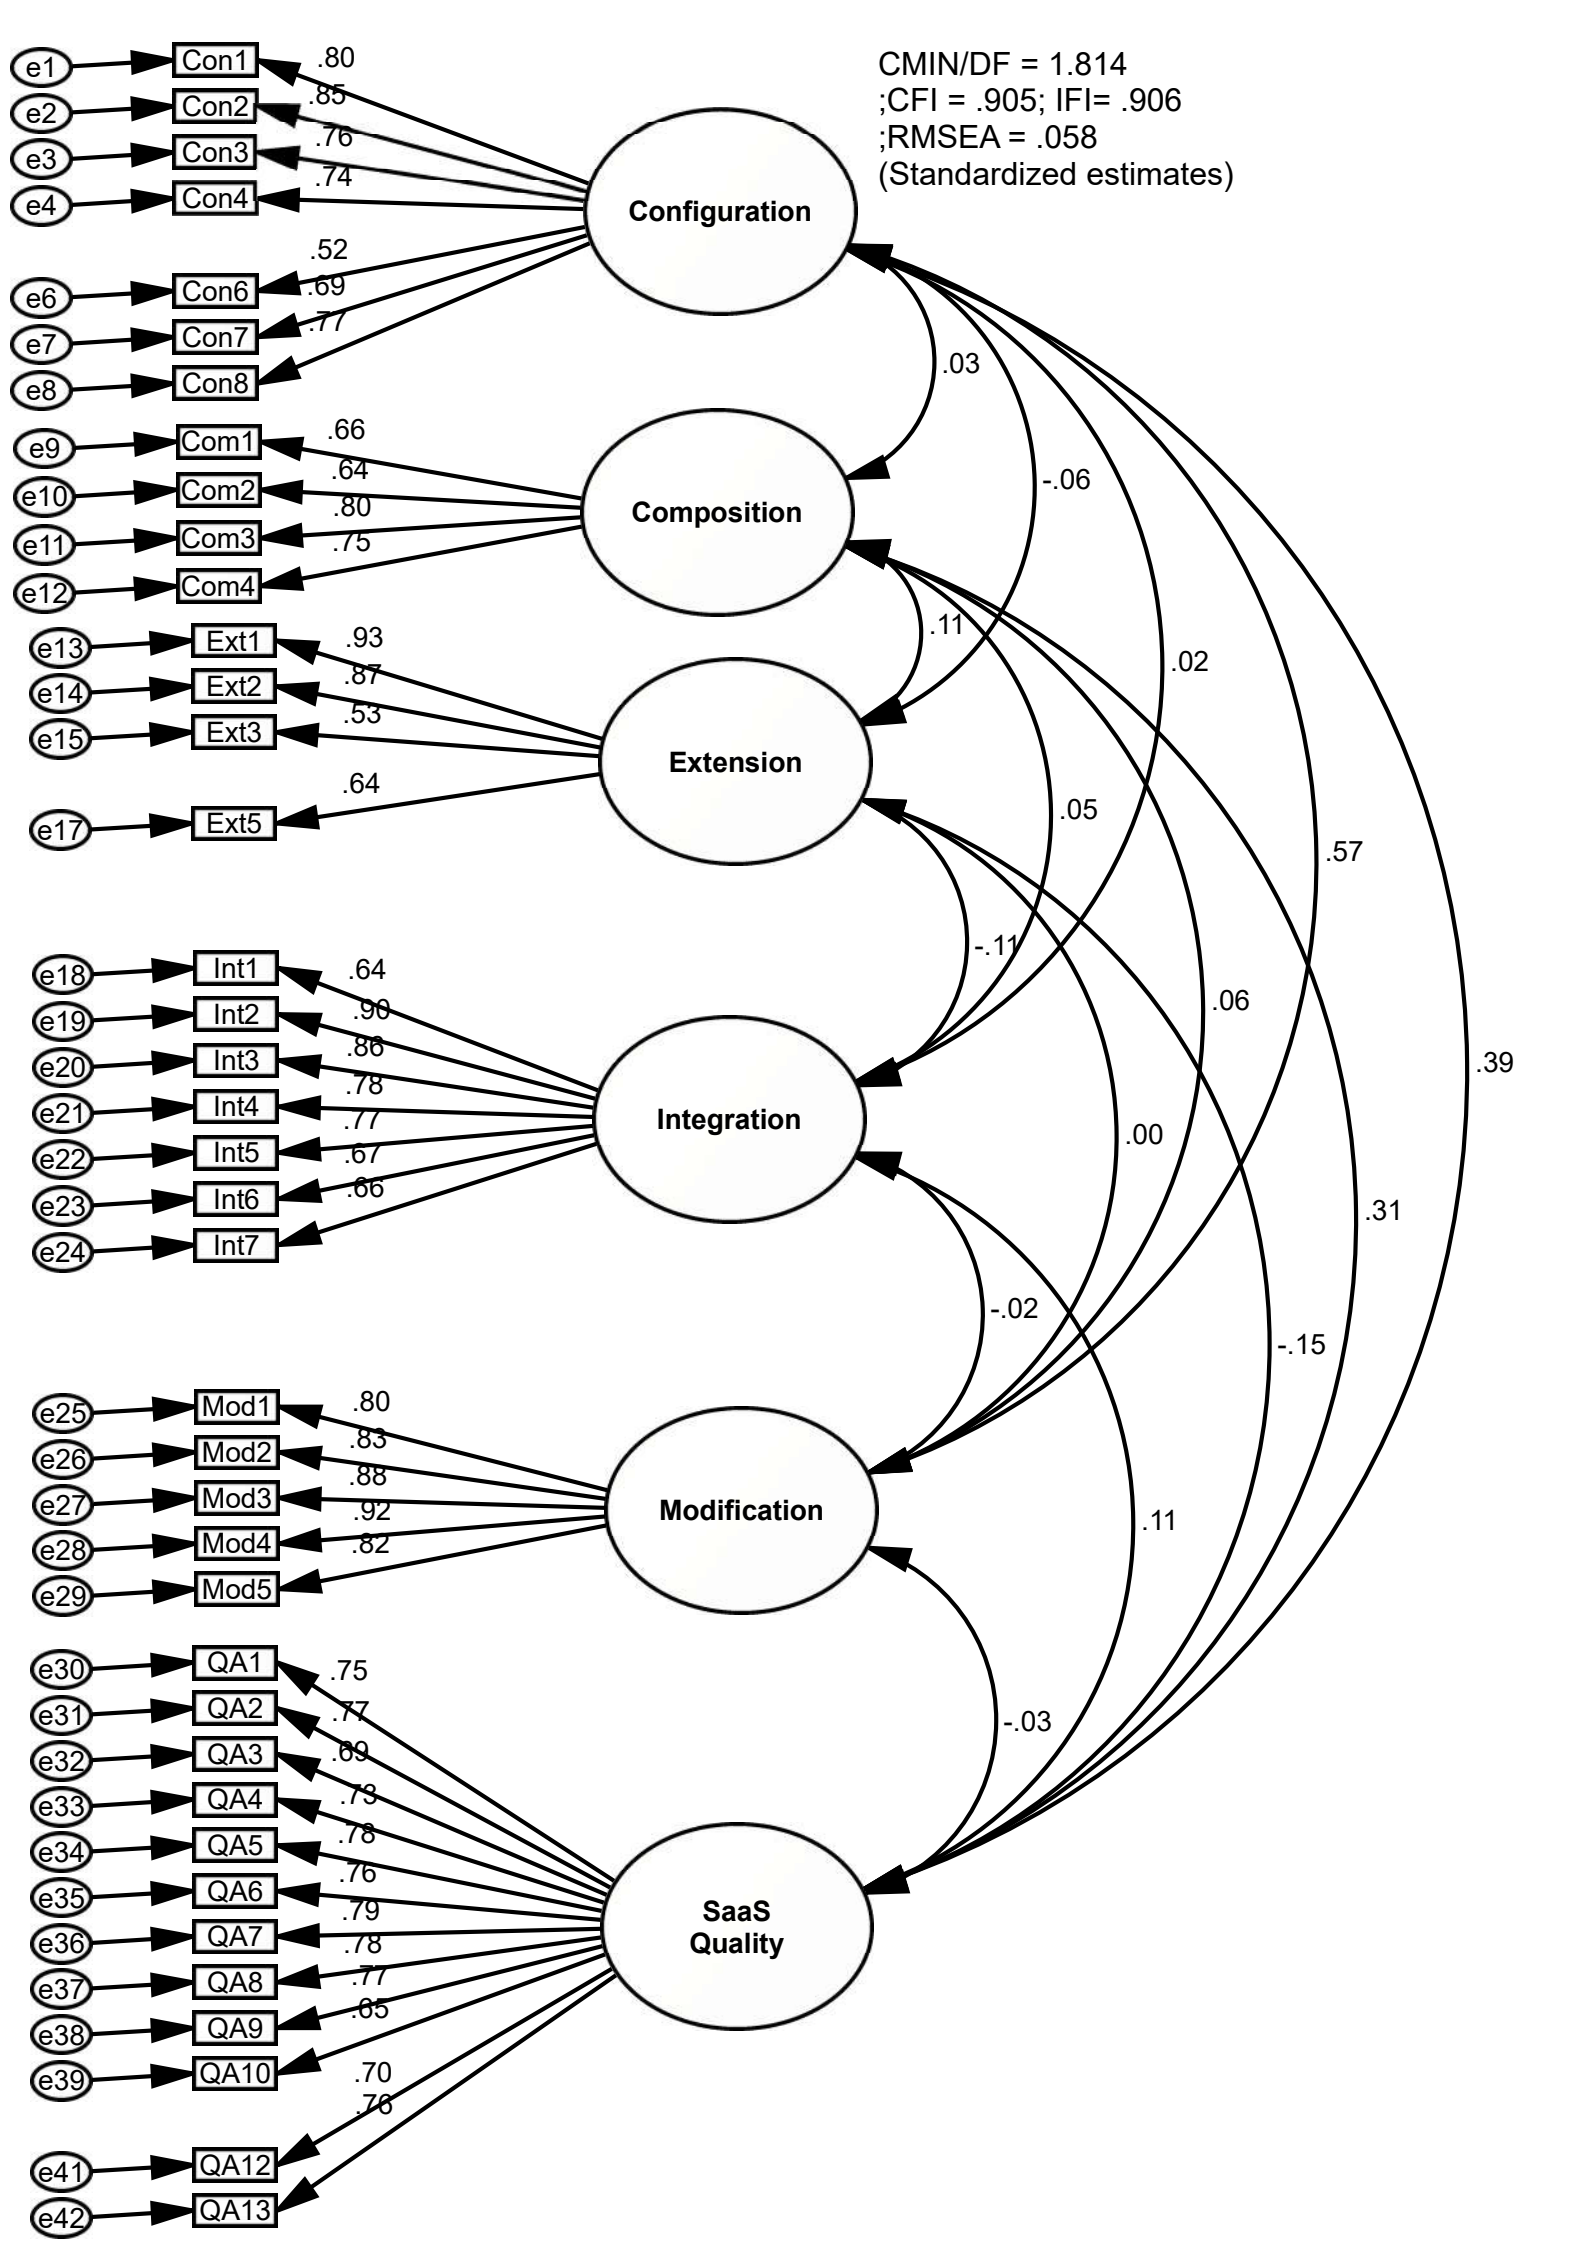 CMIN/DF = 1.814
;CFI = .905; IFI= .906
;RMSEA = .058
(Standardized estimates)
e1 Con1 .80
e2 Con2 .85
e3 Con3 .76
e4 Con4 .74
e6 Con6 .52
e7 Con7 .69
e8 Con8 .77
Configuration
e9 Com1 .66
e10 Com2 .64
e11 Com3 .80
e12 Com4 .75
Composition
e13 Ext1 .93
e14 Ext2 .87
e15 Ext3 .53
e17 Ext5 .64
Extension
e18 Int1 .64
e19 Int2 .90
e20 Int3 .86
e21 Int4 .78
e22 Int5 .77
e23 Int6 .67
e24 Int7 .66
Integration
e25 Mod1 .80
e26 Mod2 .83
e27 Mod3 .88
e28 Mod4 .92
e29 Mod5 .82
Modification
e30 QA1 .75
e31 QA2 .77
e32 QA3 .69
e33 QA4 .73
e34 QA5 .78
e35 QA6 .76
e36 QA7 .79
e37 QA8 .78
e38 QA9 .77
e39 QA10 .65
e41 QA12 .70
e42 QA13 .76
SaaS
Quality
.03
-.06
.11
.02
.05
.57
-.11
.06
.39
.00
.31
-.02
-.15
.11
-.03